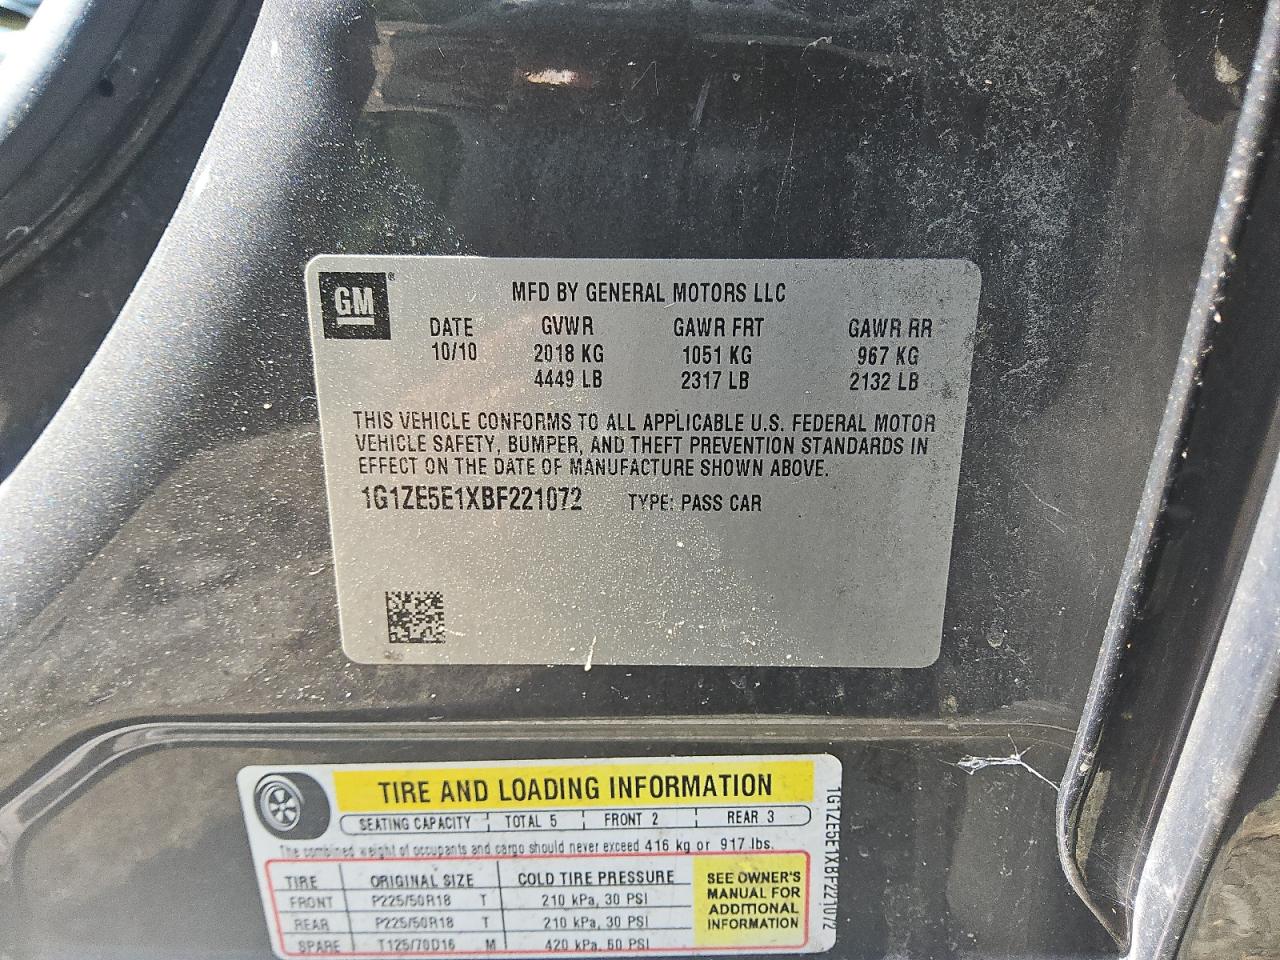 GM®
MFD BY GENERAL MOTORS LLC
DATE GVWR GAWR FRT GAWR RR
10/10 2018 KG 1051 KG 967 KG
4449 LB 2317 LB 2132 LB
THIS VEHICLE CONFORMS TO ALL APPLICABLE U.S. FEDERAL MOTOR
VEHICLE SAFETY, BUMPER, AND THEFT PREVENTION STANDARDS IN
EFFECT ON THE DATE OF MANUFACTURE SHOWN ABOVE.
1G1ZE5E1XBF221072 TYPE: PASS CAR
TIRE AND LOADING INFORMATION
SEATING CAPACITY TOTAL 5 FRONT 2 REAR 3
The combined weight of occupants and cargo should never exceed 416 kg or 917 lbs.
TIRE ORIGINAL SIZE COLD TIRE PRESSURE
FRONT P225/50R18 T 210 kPa, 30 PSI
REAR P225/50R18 T 210 kPa, 30 PSI
SPARE T125/70D16 M 420 kPa, 60 PSI
SEE OWNER'S
MANUAL FOR
ADDITIONAL
INFORMATION
1G1ZE5E1XBF221072